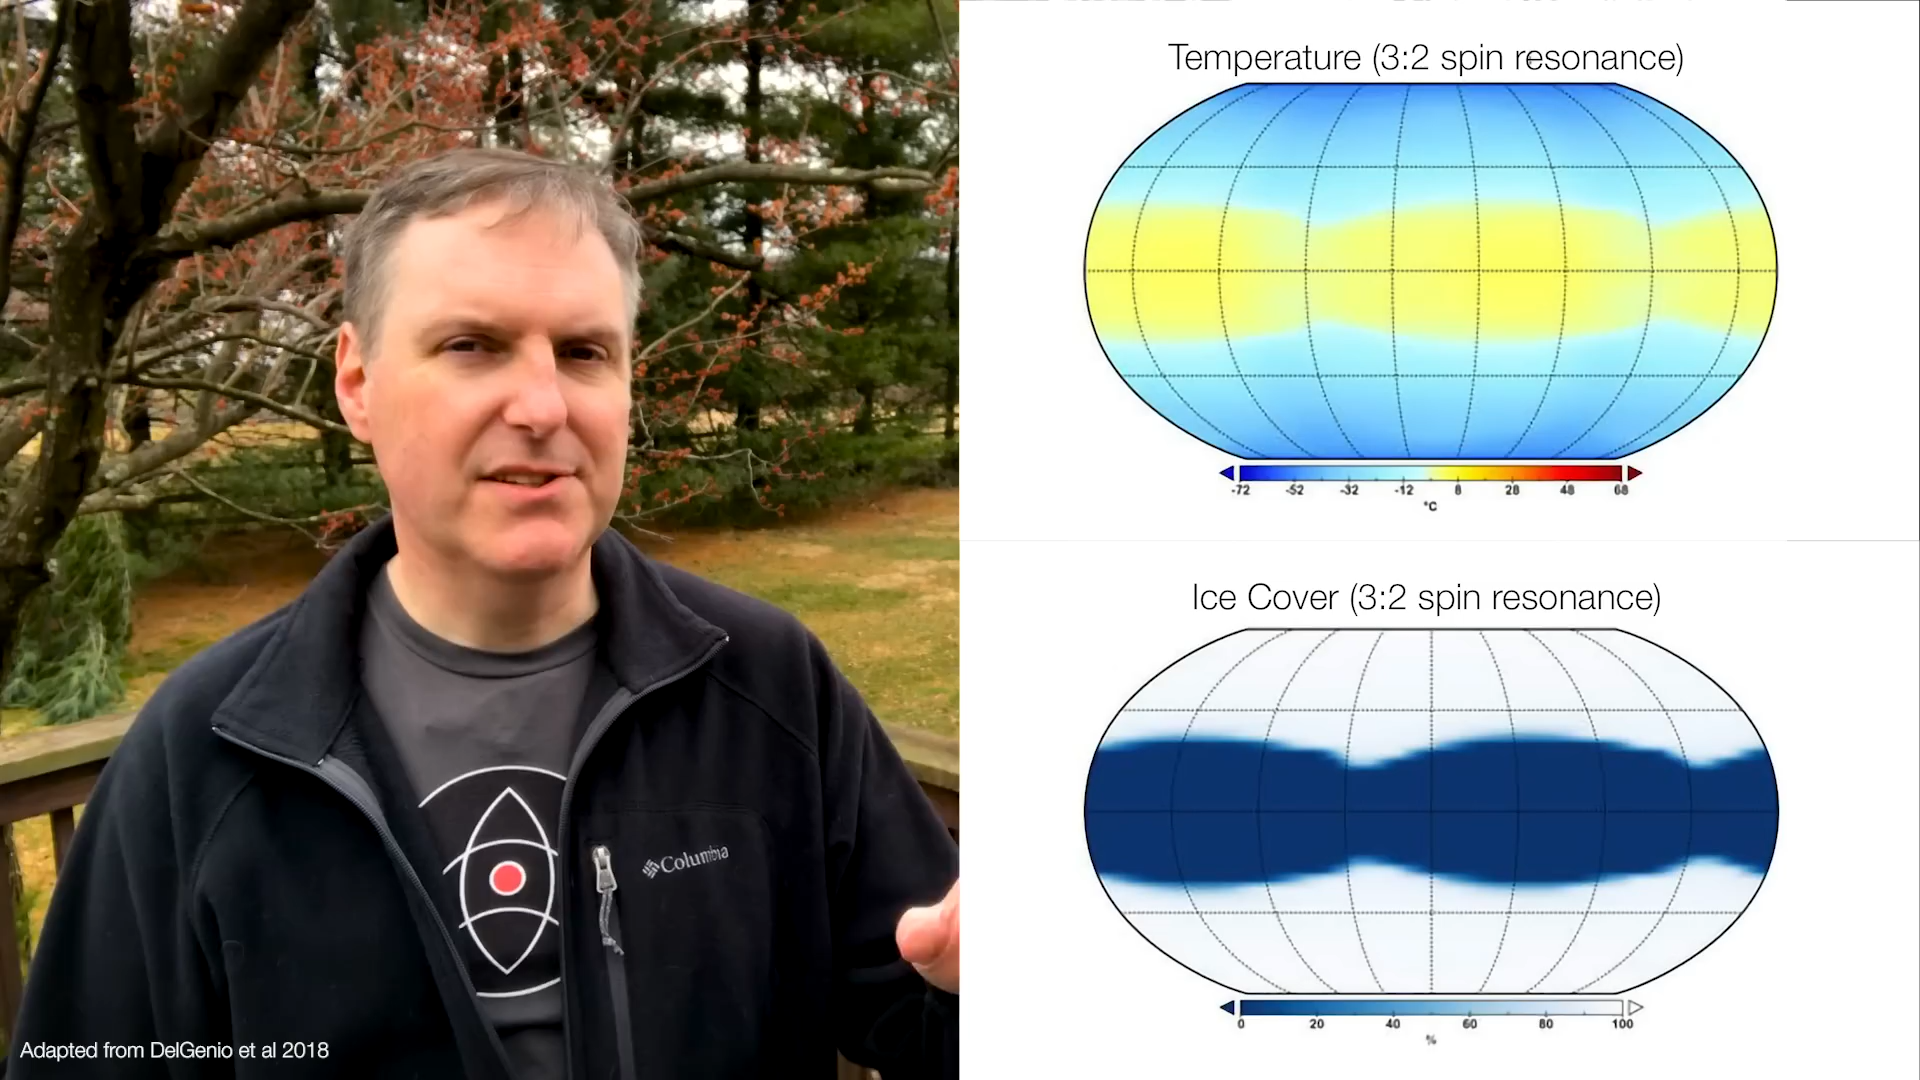 Temperature (3:2 spin resonance)
-72 -52 -32 -12 8 28 48 68
°C
Ice Cover (3:2 spin resonance)
Columbia
0 20 40 60 80 100
%
Adapted from DelGenio et al 2018